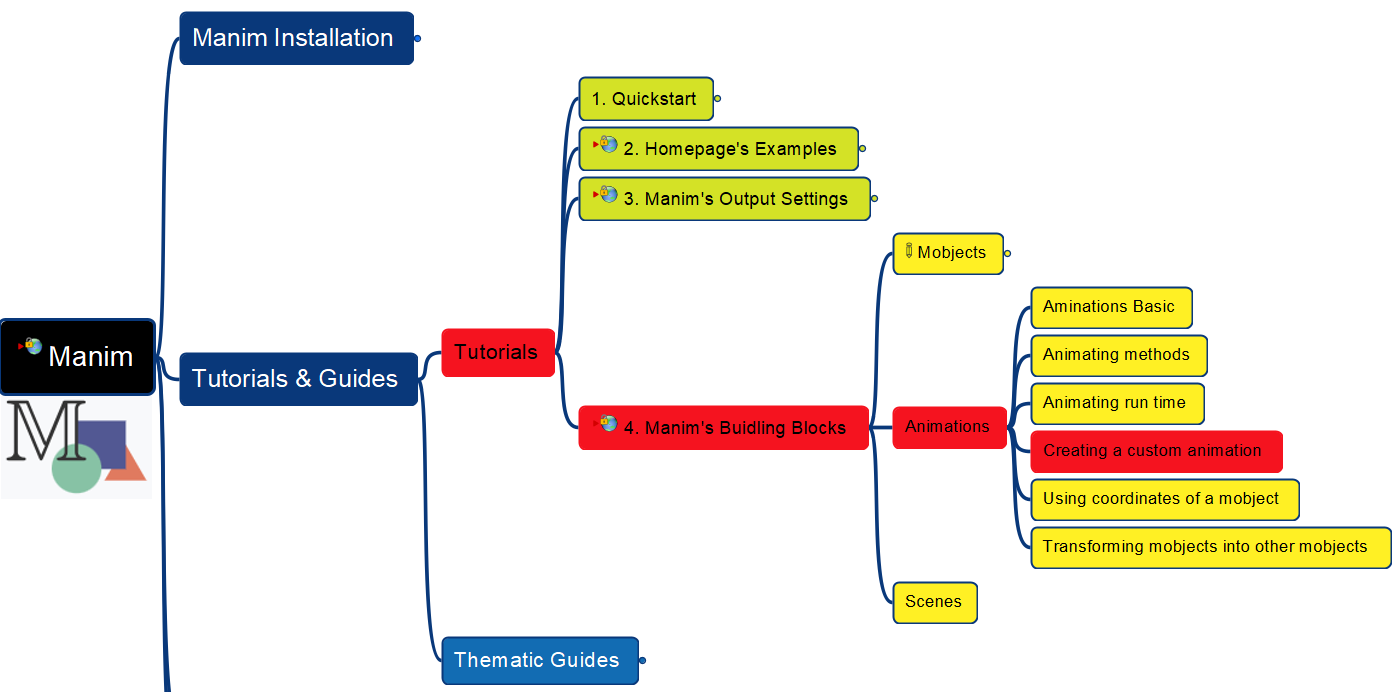 Manim Installation
1. Quickstart
2. Homepage's Examples
3. Manim's Output Settings
Mobjects
Aminations Basic
Manim
Tutorials
Animating methods
Tutorials & Guides
Animating run time
4. Manim's Buidling Blocks
Animations
Creating a custom animation
M
Using coordinates of a mobject
Transforming mobjects into other mobjects
Scenes
Thematic Guides